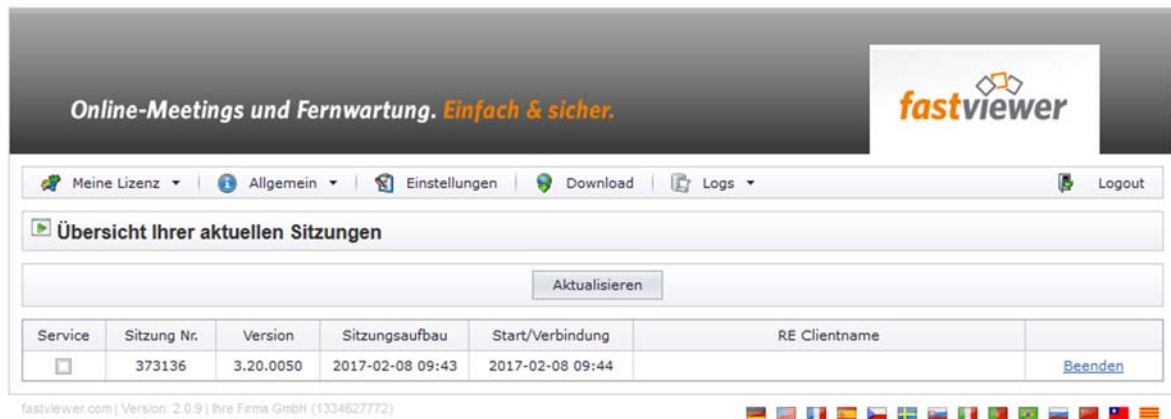 Online-Meetings und Fernwartung. Einfach & sicher.
fastviewer
Meine Lizenz Allgemein Einstellungen Download Logs Logout
Übersicht Ihrer aktuellen Sitzungen
Aktualisieren
Service Sitzung Nr. Version Sitzungsaufbau Start/Verbindung RE Clientname
373136 3.20.0050 2017-02-08 09:43 2017-02-08 09:44 Beenden
fastviewer.com | Version: 2.0.9 | Ihre Firma GmbH (1334627772)